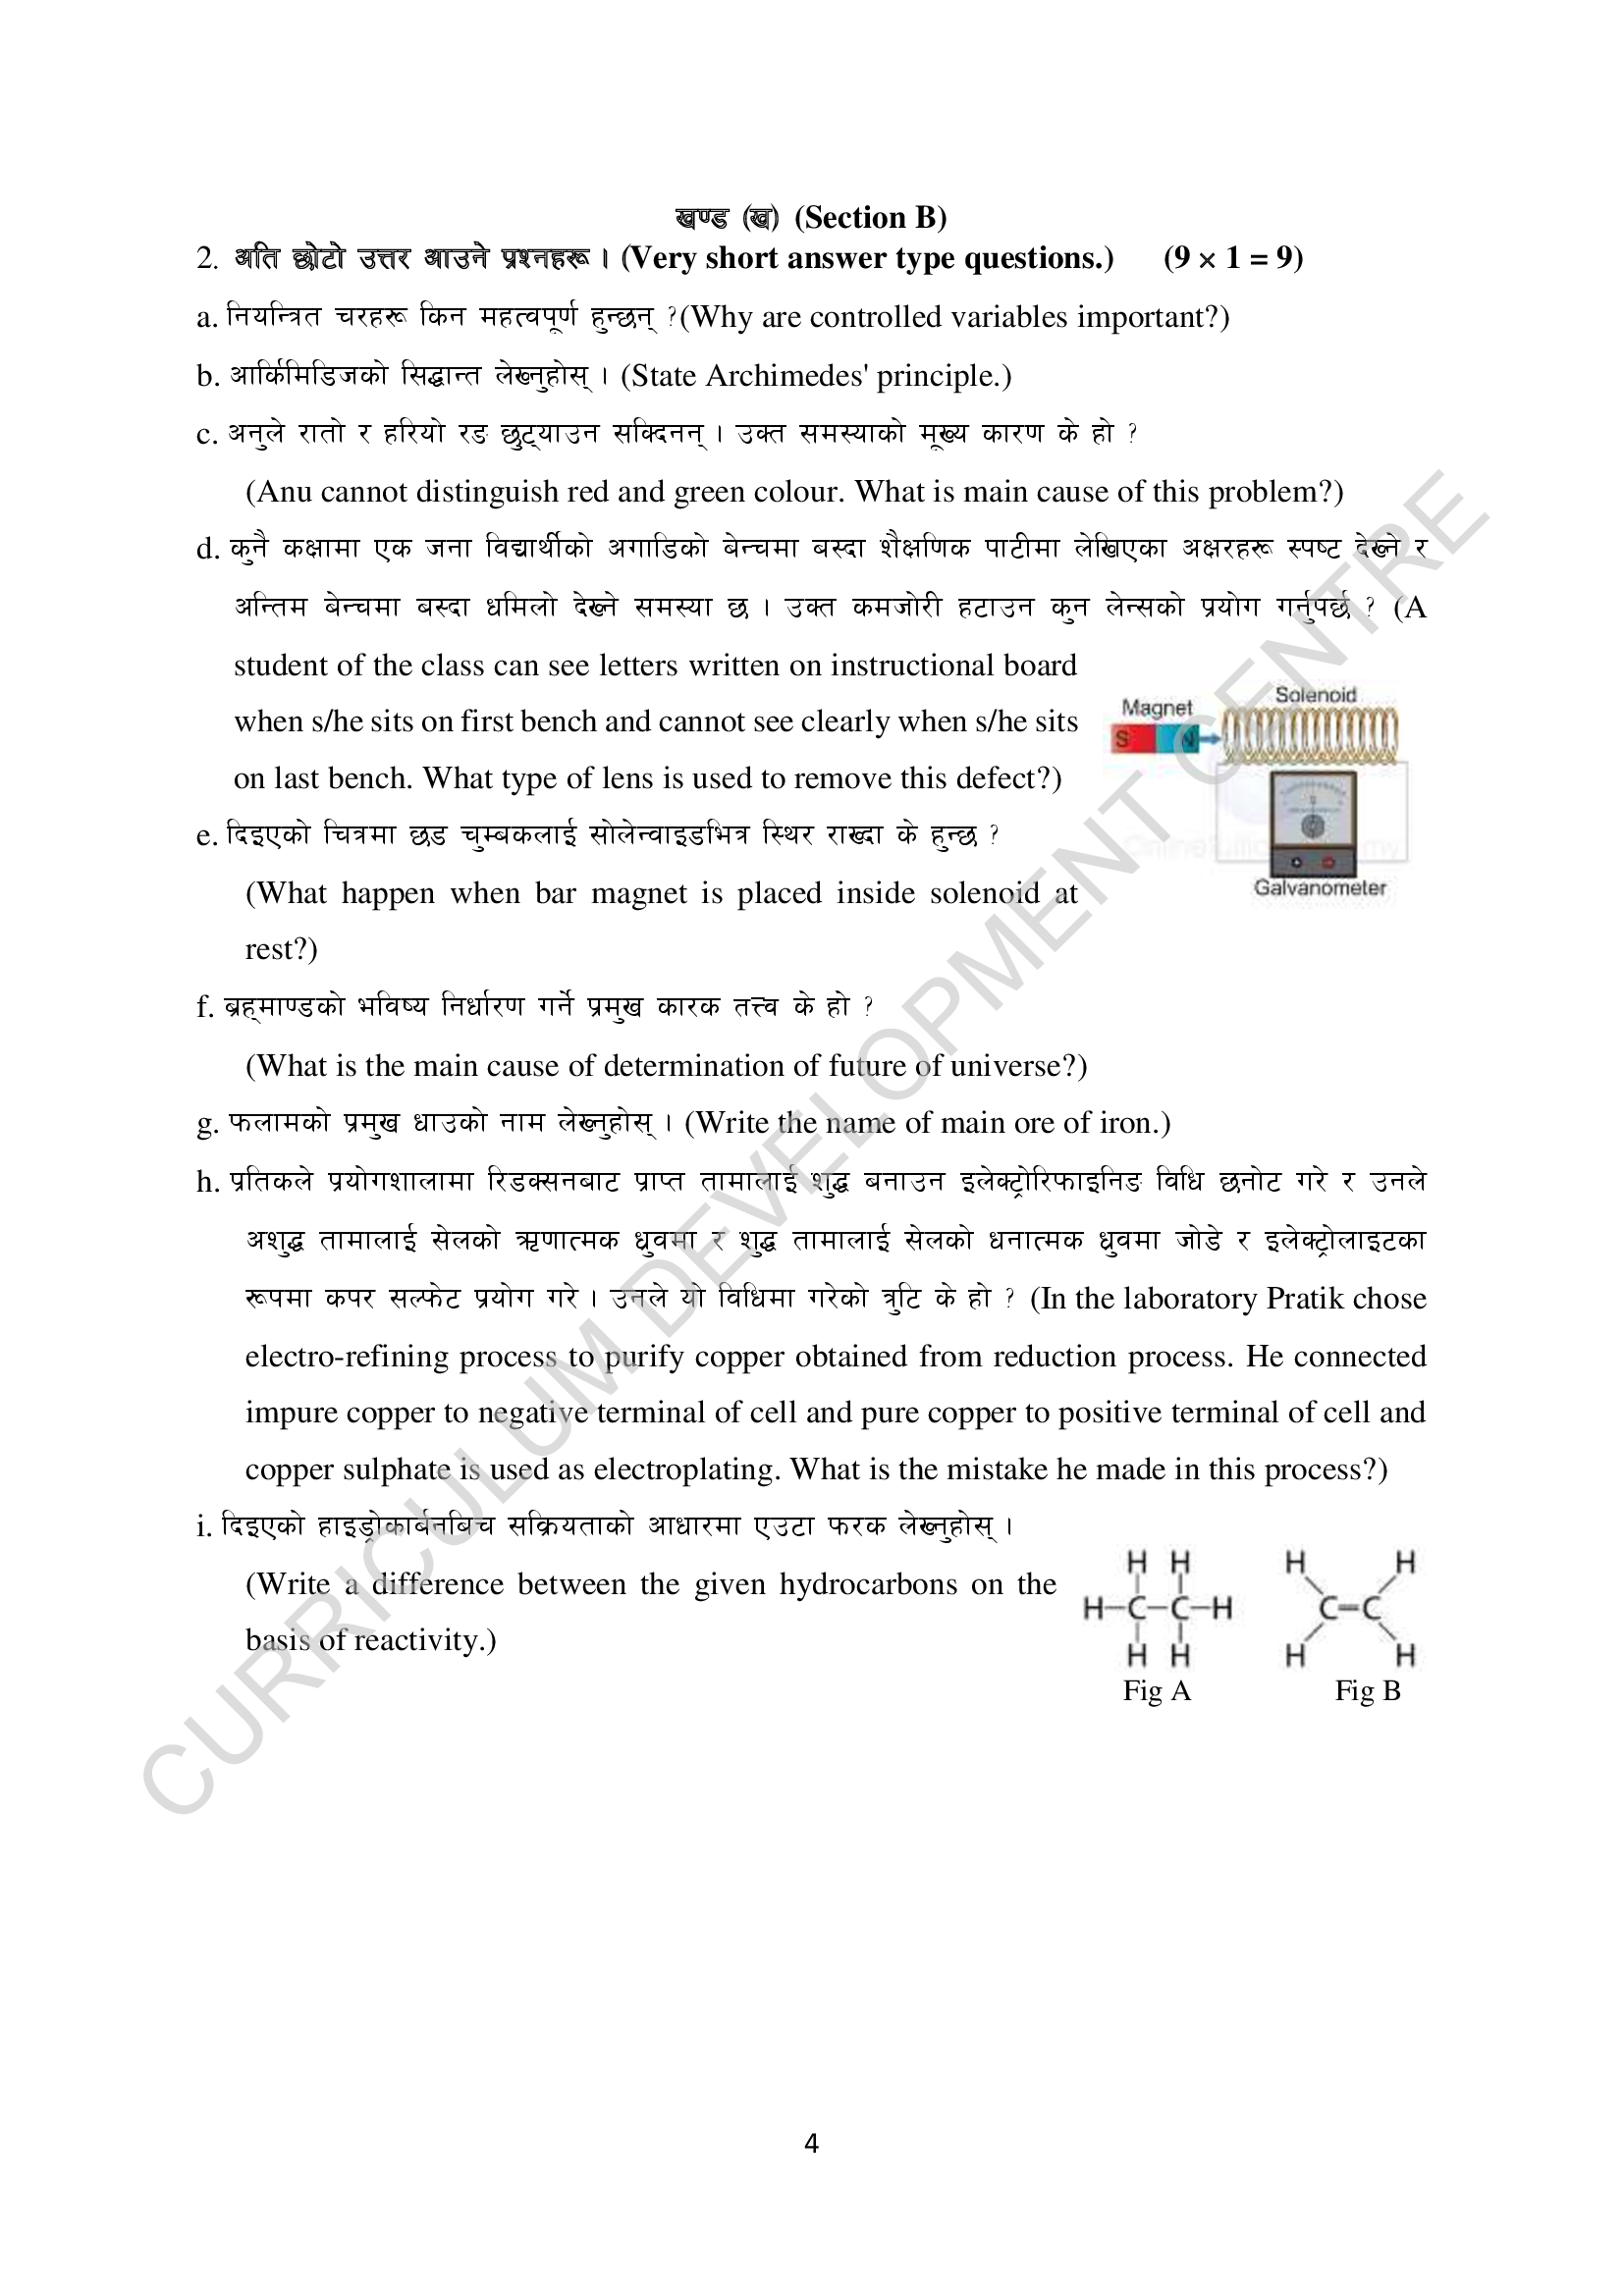 खण्ड (ख) (Section B)
2. अति छोटो उत्तर आउने प्रश्नहरू । (Very short answer type questions.) (9 × 1 = 9)
a. नियन्त्रित चरहरू किन महत्वपूर्ण हुन्छन् ?(Why are controlled variables important?)
b. आर्किमिडिजको सिद्धान्त लेख्नुहोस् । (State Archimedes' principle.)
c. अनुले रातो र हरियो रङ छुट्याउन सक्दिनन् । उक्त समस्याको मूख्य कारण के हो ?
(Anu cannot distinguish red and green colour. What is main cause of this problem?)
d. कुनै कक्षामा एक जना विद्यार्थीको अगाडिको बेन्चमा बस्दा शैक्षणिक पाटीमा लेखिएका अक्षरहरू स्पष्ट देख्ने र
अन्तिम बेन्चमा बस्दा धमिलो देख्ने समस्या छ । उक्त कमजोरी हटाउन कुन लेन्सको प्रयोग गर्नुपर्छ ? (A
student of the class can see letters written on instructional board
when s/he sits on first bench and cannot see clearly when s/he sits
on last bench. What type of lens is used to remove this defect?)
Magnet
Solenoid
S N
Galvanometer
e. दिइएको चित्रमा छड चुम्बकलाई सोलेन्वाइडभित्र स्थिर राख्दा के हुन्छ ?
(What happen when bar magnet is placed inside solenoid at
rest?)
f. ब्रह्माण्डको भविष्य निर्धारण गर्ने प्रमुख कारक तत्त्व के हो ?
(What is the main cause of determination of future of universe?)
g. फलामको प्रमुख धाउको नाम लेख्नुहोस् । (Write the name of main ore of iron.)
h. प्रतिकले प्रयोगशालामा रिडक्सनबाट प्राप्त तामालाई शुद्ध बनाउन इलेक्ट्रोरिफाइनिङ विधि छनोट गरे र उनले
अशुद्ध तामालाई सेलको ऋणात्मक ध्रुवमा र शुद्ध तामालाई सेलको धनात्मक ध्रुवमा जोडे र इलेक्ट्रोलाइटका
रूपमा कपर सल्फेट प्रयोग गरे । उनले यो विधिमा गरेको त्रुटि के हो ? (In the laboratory Pratik chose
electro-refining process to purify copper obtained from reduction process. He connected
impure copper to negative terminal of cell and pure copper to positive terminal of cell and
copper sulphate is used as electroplating. What is the mistake he made in this process?)
i. दिइएको हाइड्रोकार्बनबिच सक्रियताको आधारमा एउटा फरक लेख्नुहोस् ।
(Write a difference between the given hydrocarbons on the
basis of reactivity.)
H H H H
H-C-C-H C=C
H H H H
Fig A Fig B
CURRICULUM DEVELOPMENT CENTRE
4